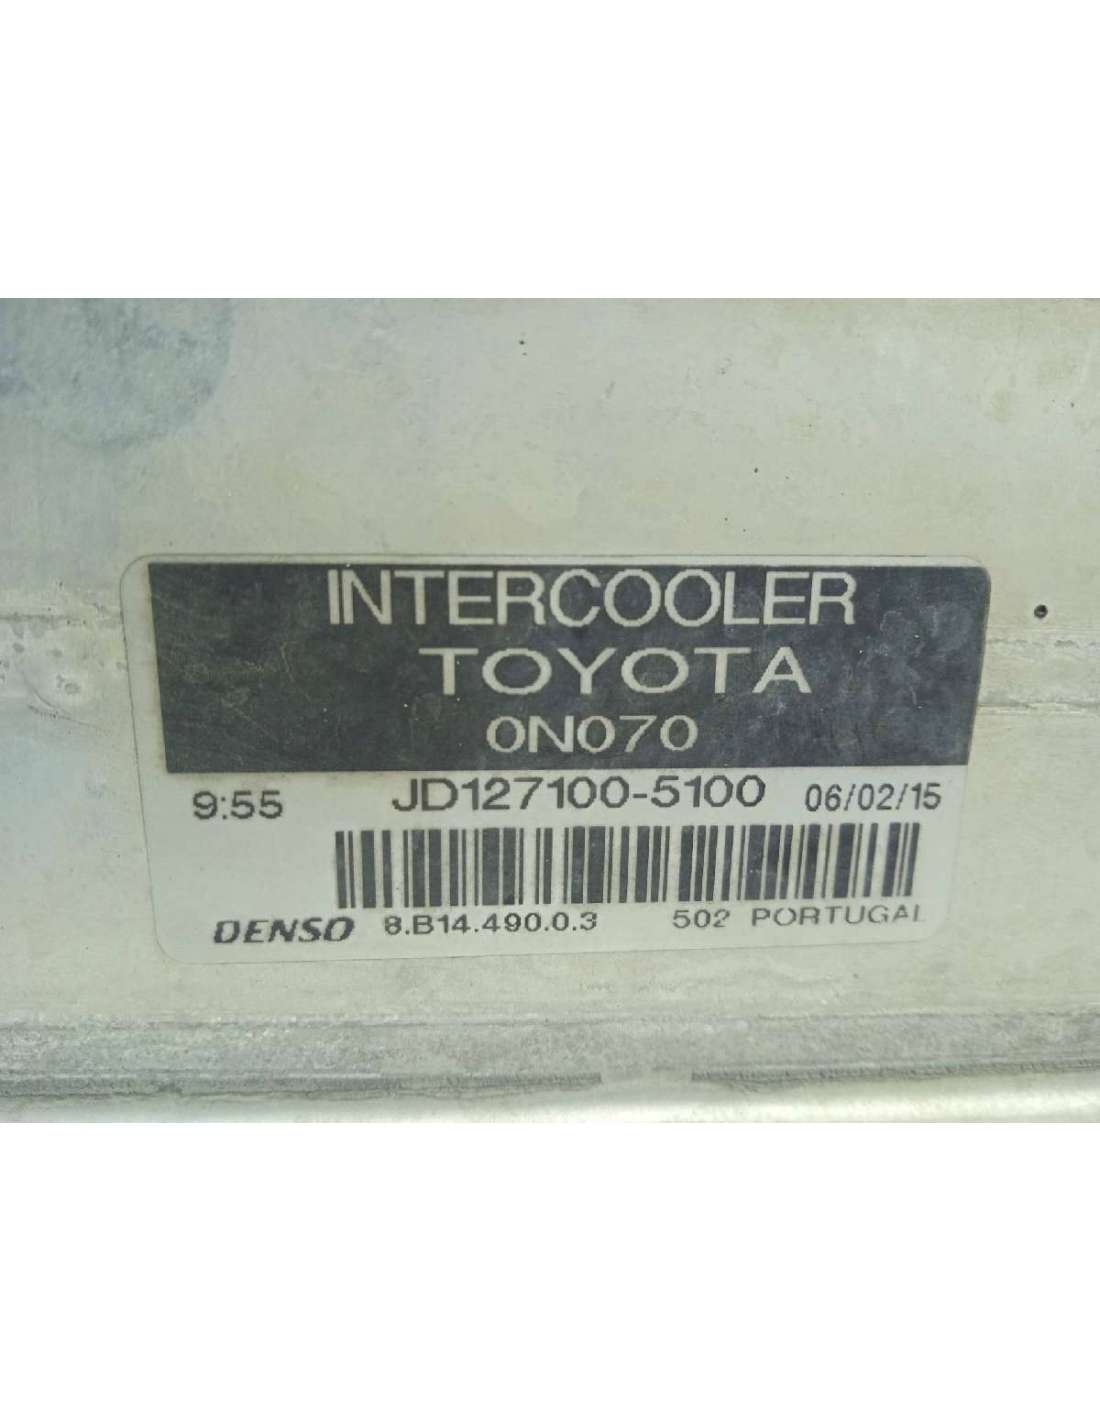 INTERCOOLER
TOYOTA
0N070
9:55 JD127100-5100 06/02/15
DENSO 8.B14.490.0.3 502 PORTUGAL